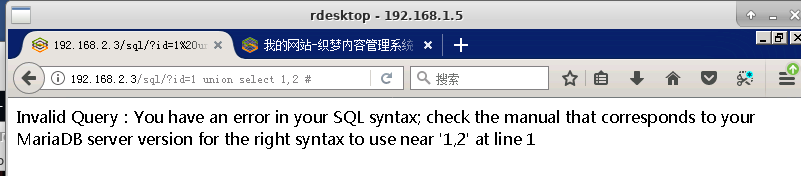 rdesktop - 192.168.1.5
192.168.2.3/sql/?id=1%20un
我的网站-织梦内容管理系统
192.168.2.3/sql/?id=1 union select 1,2 #
搜索
Invalid Query : You have an error in your SQL syntax; check the manual that corresponds to your
MariaDB server version for the right syntax to use near '1,2' at line 1